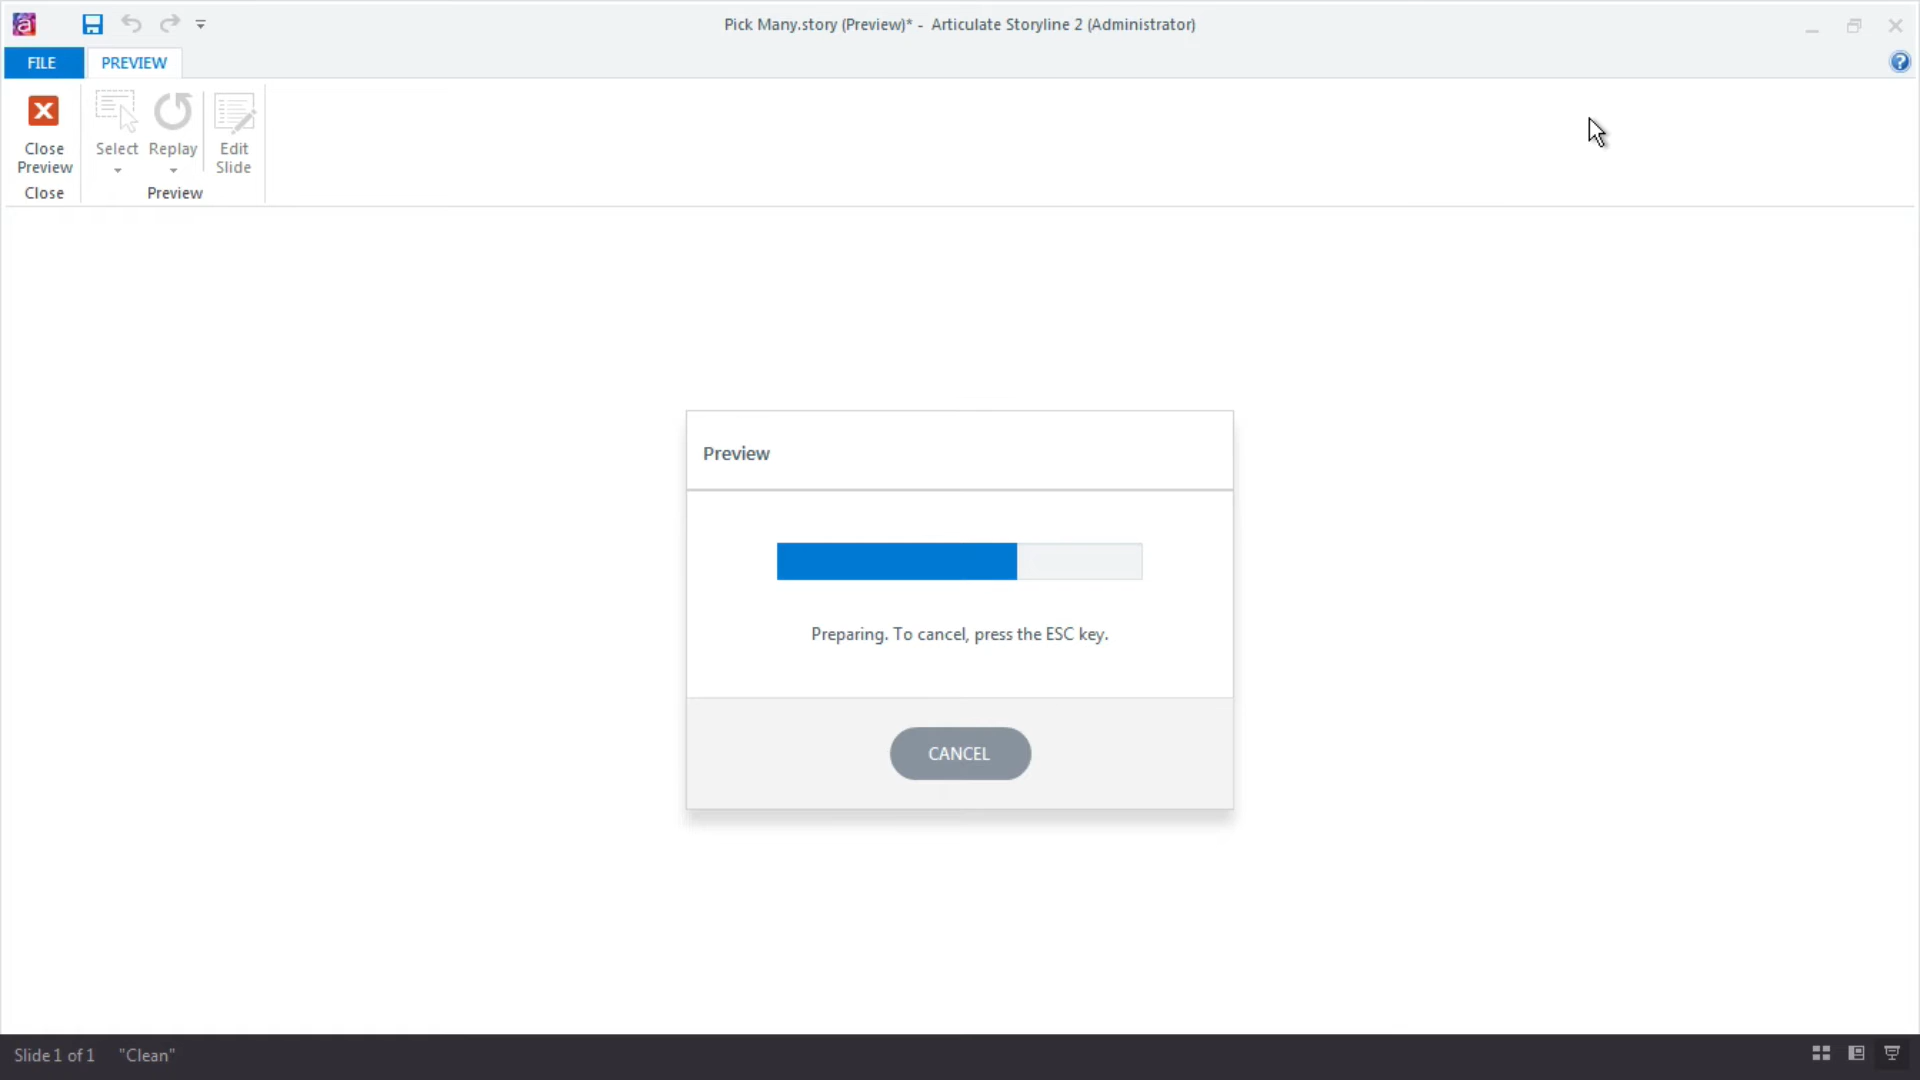 Pick Many.story (Preview)* - Articulate Storyline 2 (Administrator)
FILE
PREVIEW
Close
Preview
Select
Replay
Edit
Slide
Close
Preview
Preview
Preparing. To cancel, press the ESC key.
CANCEL
Slide 1 of 1
"Clean"